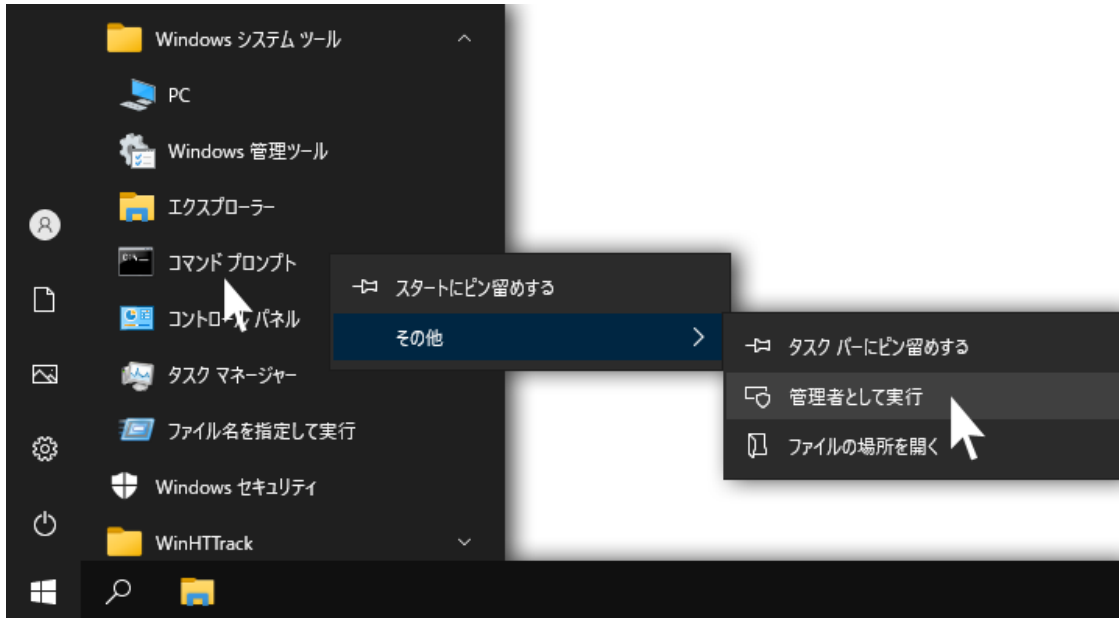 Windows システム ツール
PC
Windows 管理ツール
エクスプローラー
コマンド プロンプト
コントロール パネル
タスク マネージャー
ファイル名を指定して実行
Windows セキュリティ
WinHTTrack
スタートにピン留めする
その他
タスク バーにピン留めする
管理者として実行
ファイルの場所を開く